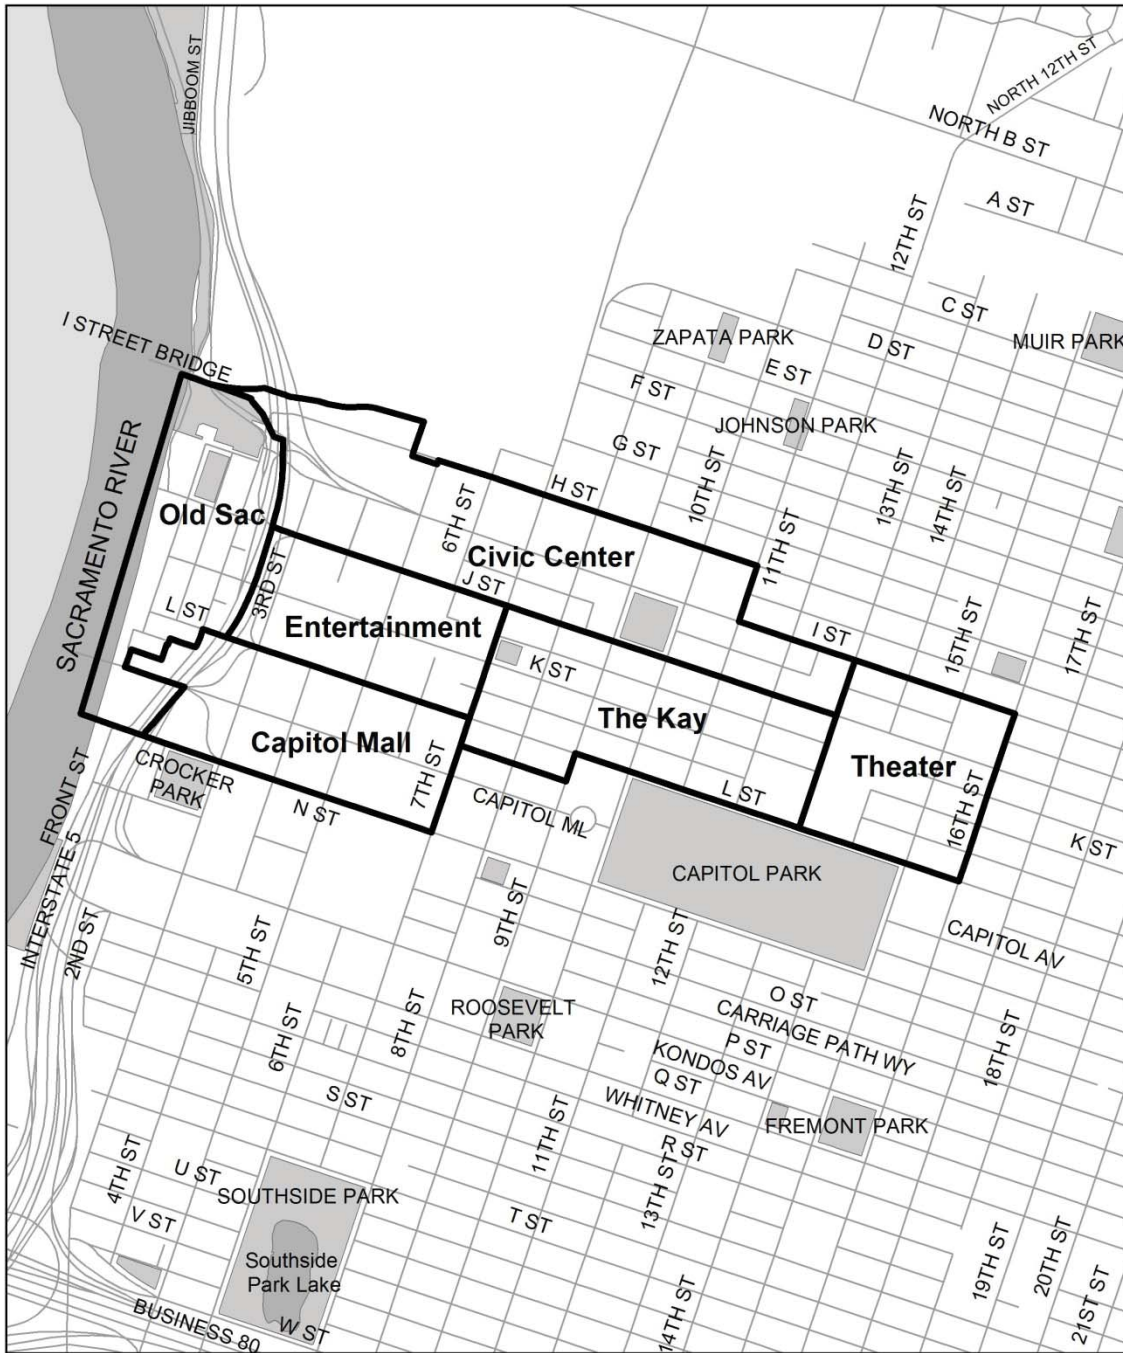 JIBBOOM ST
NORTH 12TH ST
NORTH B ST
A ST
12TH ST
C ST
I STREET BRIDGE
ZAPATA PARK
D ST
MUIR PARK
E ST
F ST
JOHNSON PARK
G ST
10TH ST
13TH ST
14TH ST
H ST
SACRAMENTO RIVER
Old Sac
6TH ST
Civic Center
11TH ST
3RD ST
J ST
L ST
Entertainment
I ST
15TH ST
17TH ST
K ST
The Kay
Capitol Mall
7TH ST
Theater
CROCKER
PARK
FRONT ST
N ST
CAPITOL ML
L ST
16TH ST
K ST
CAPITOL PARK
INTERSTATE 5
2ND ST
5TH ST
9TH ST
12TH ST
CAPITOL AV
6TH ST
8TH ST
ROOSEVELT
PARK
O ST
CARRIAGE PATH WY
P ST
KONDOS AV
Q ST
WHITNEY AV
18TH ST
S ST
11TH ST
R ST
FREMONT PARK
4TH ST
U ST
SOUTHSIDE PARK
13TH ST
V ST
T ST
Southside
Park Lake
19TH ST
20TH ST
21ST ST
BUSINESS 80
W ST
14TH ST